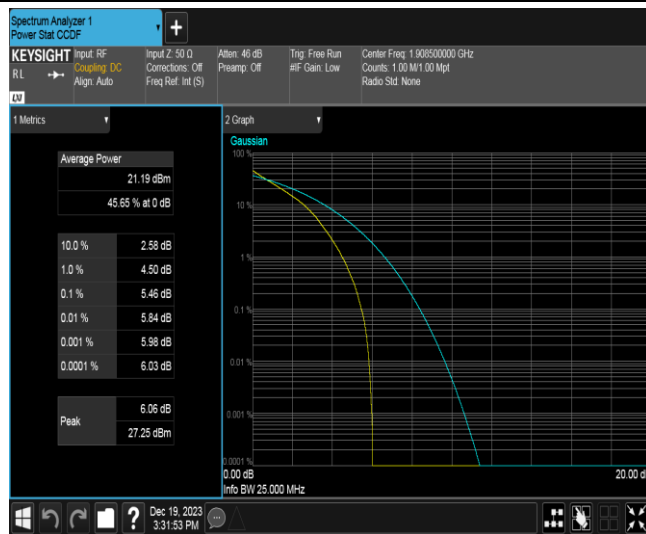 Spectrum Analyzer 1
Power Stat CCDF
+
KEYSIGHT
RL
LXI
Input: RF
Coupling: DC
Align: Auto
Input Z: 50 Ω
Corrections: Off
Freq Ref: Int (S)
Atten: 46 dB
Preamp: Off
Trig: Free Run
#IF Gain: Low
Center Freq: 1.908500000 GHz
Counts: 1.00 M/1.00 Mpt
Radio Std: None
1 Metrics
Average Power
21.19 dBm
45.65 % at 0 dB
10.0 % 2.58 dB
1.0 % 4.50 dB
0.1 % 5.46 dB
0.01 % 5.84 dB
0.001 % 5.98 dB
0.0001 % 6.03 dB
Peak
6.06 dB
27.25 dBm
2 Graph
Gaussian
100 %
10 %
1 %
0.1 %
0.01 %
0.001 %
0.0001 %
0.00 dB
20.00 d
Info BW 25.000 MHz
?
Dec 19, 2023
3:31:53 PM